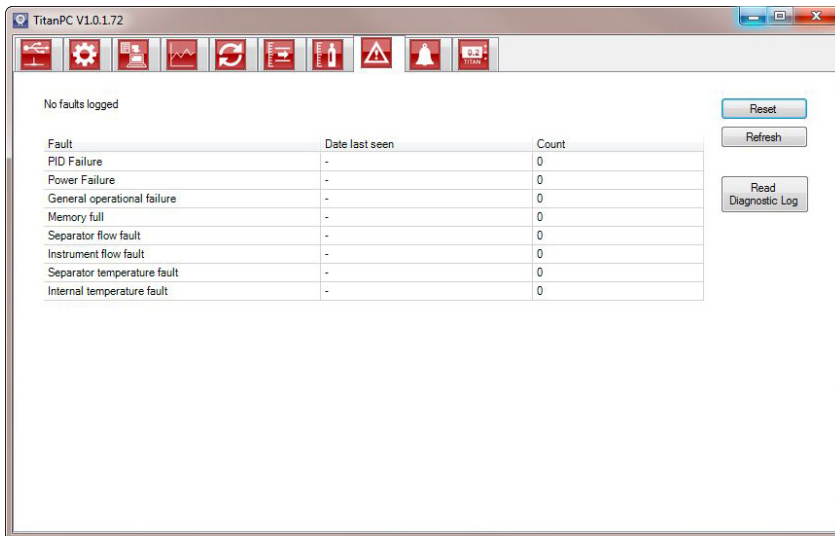 TitanPC V1.0.1.72
0.2
TITAN
No faults logged
Reset
Refresh
Read
Diagnostic Log
Fault Date last seen Count
PID Failure - 0
Power Failure - 0
General operational failure - 0
Memory full - 0
Separator flow fault - 0
Instrument flow fault - 0
Separator temperature fault - 0
Internal temperature fault - 0